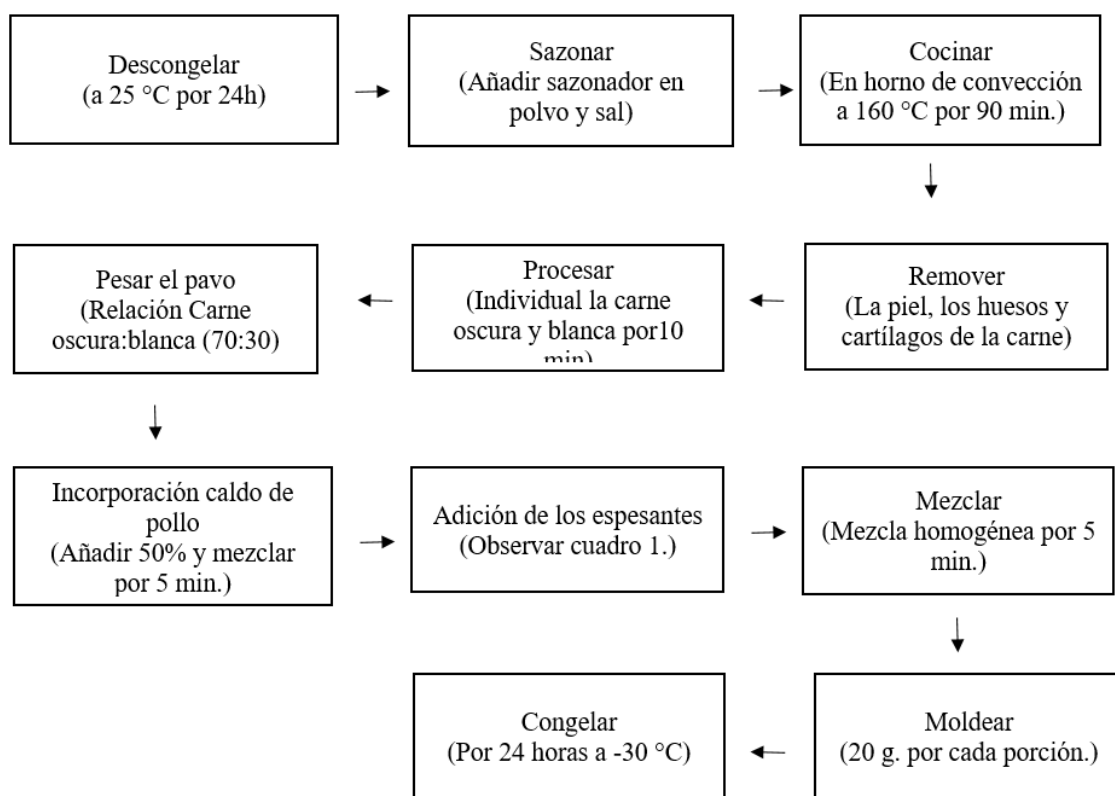 Descongelar
(a 25 °C por 24h)
Sazonar
(Añadir sazonador en
polvo y sal)
Cocinar
(En horno de convección
a 160 °C por 90 min.)
Remover
(La piel, los huesos y
cartílagos de la carne)
Procesar
(Individual la carne
oscura y blanca por10
min)
Pesar el pavo
(Relación Carne
oscura:blanca (70:30)
Incorporación caldo de
pollo
(Añadir 50% y mezclar
por 5 min.)
Adición de los espesantes
(Observar cuadro 1.)
Mezclar
(Mezcla homogénea por 5
min.)
Moldear
(20 g. por cada porción.)
Congelar
(Por 24 horas a -30 °C)